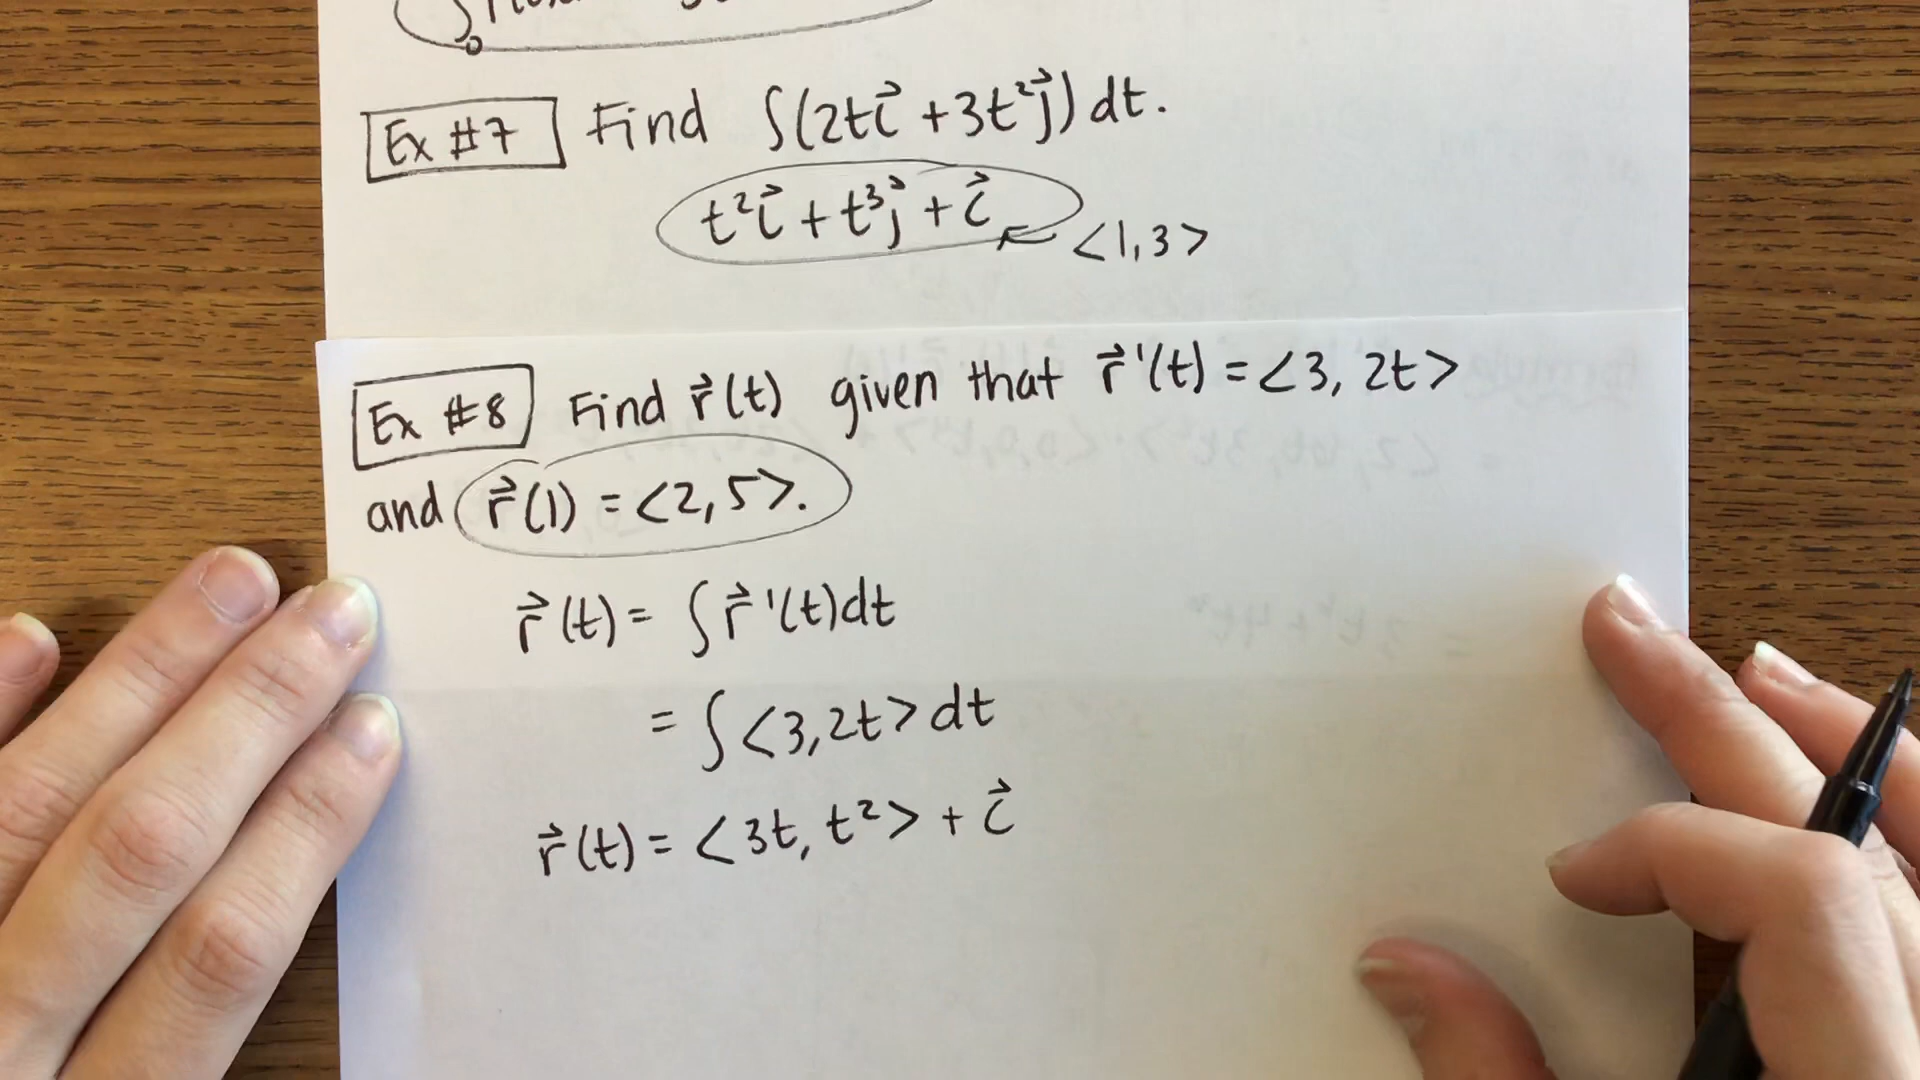 Ex #7 Find ∫(2t i⃗ + 3t² j⃗) dt.
t² i⃗ + t³ j⃗ + c⃗
<1, 3>
Ex #8 Find r⃗(t) given that r⃗'(t) = <3, 2t>
and r⃗(1) = <2, 5>.
r⃗(t) = ∫ r⃗'(t)dt
= ∫ <3, 2t> dt
r⃗(t) = <3t, t²> + c⃗